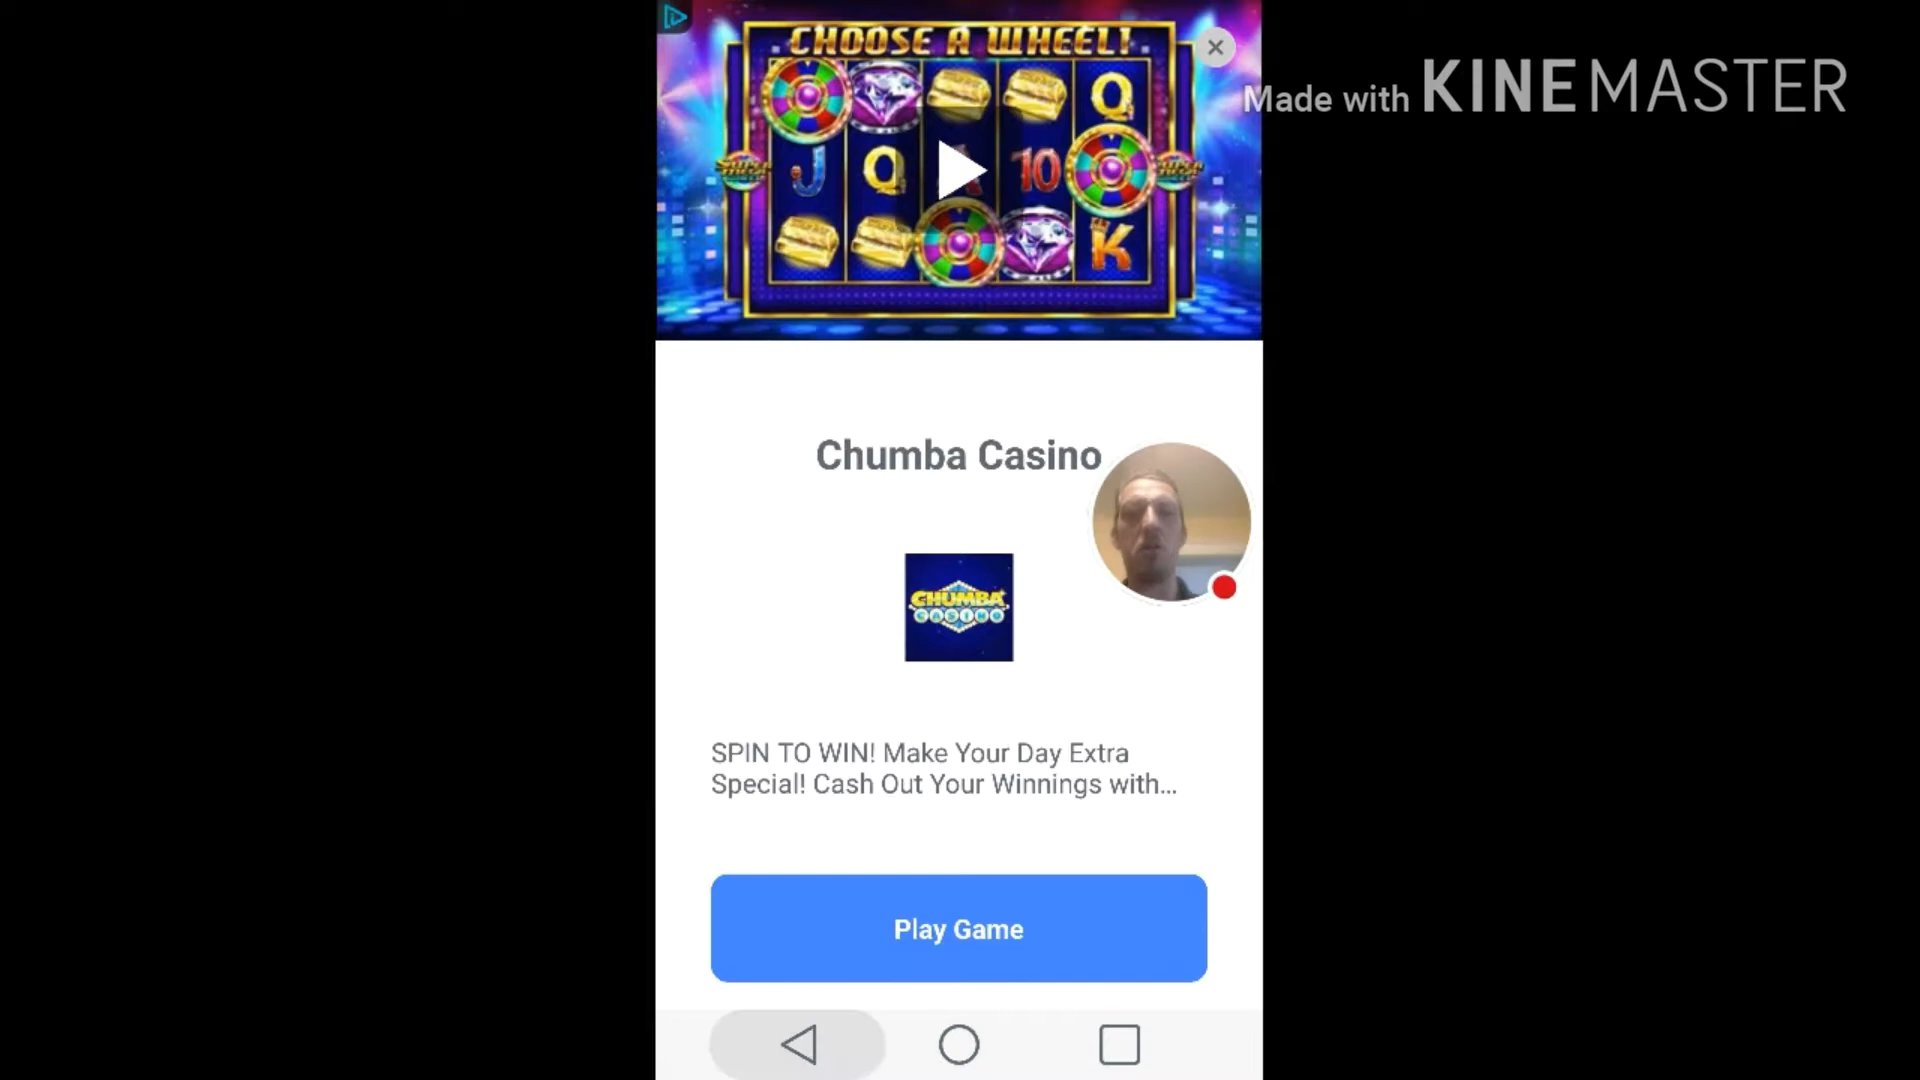 CHOOSE A WHEEL!
Q
J Q A 10
K
Made with KINEMASTER
Chumba Casino
CHUMBA
CASINO
SPIN TO WIN! Make Your Day Extra
Special! Cash Out Your Winnings with...
Play Game